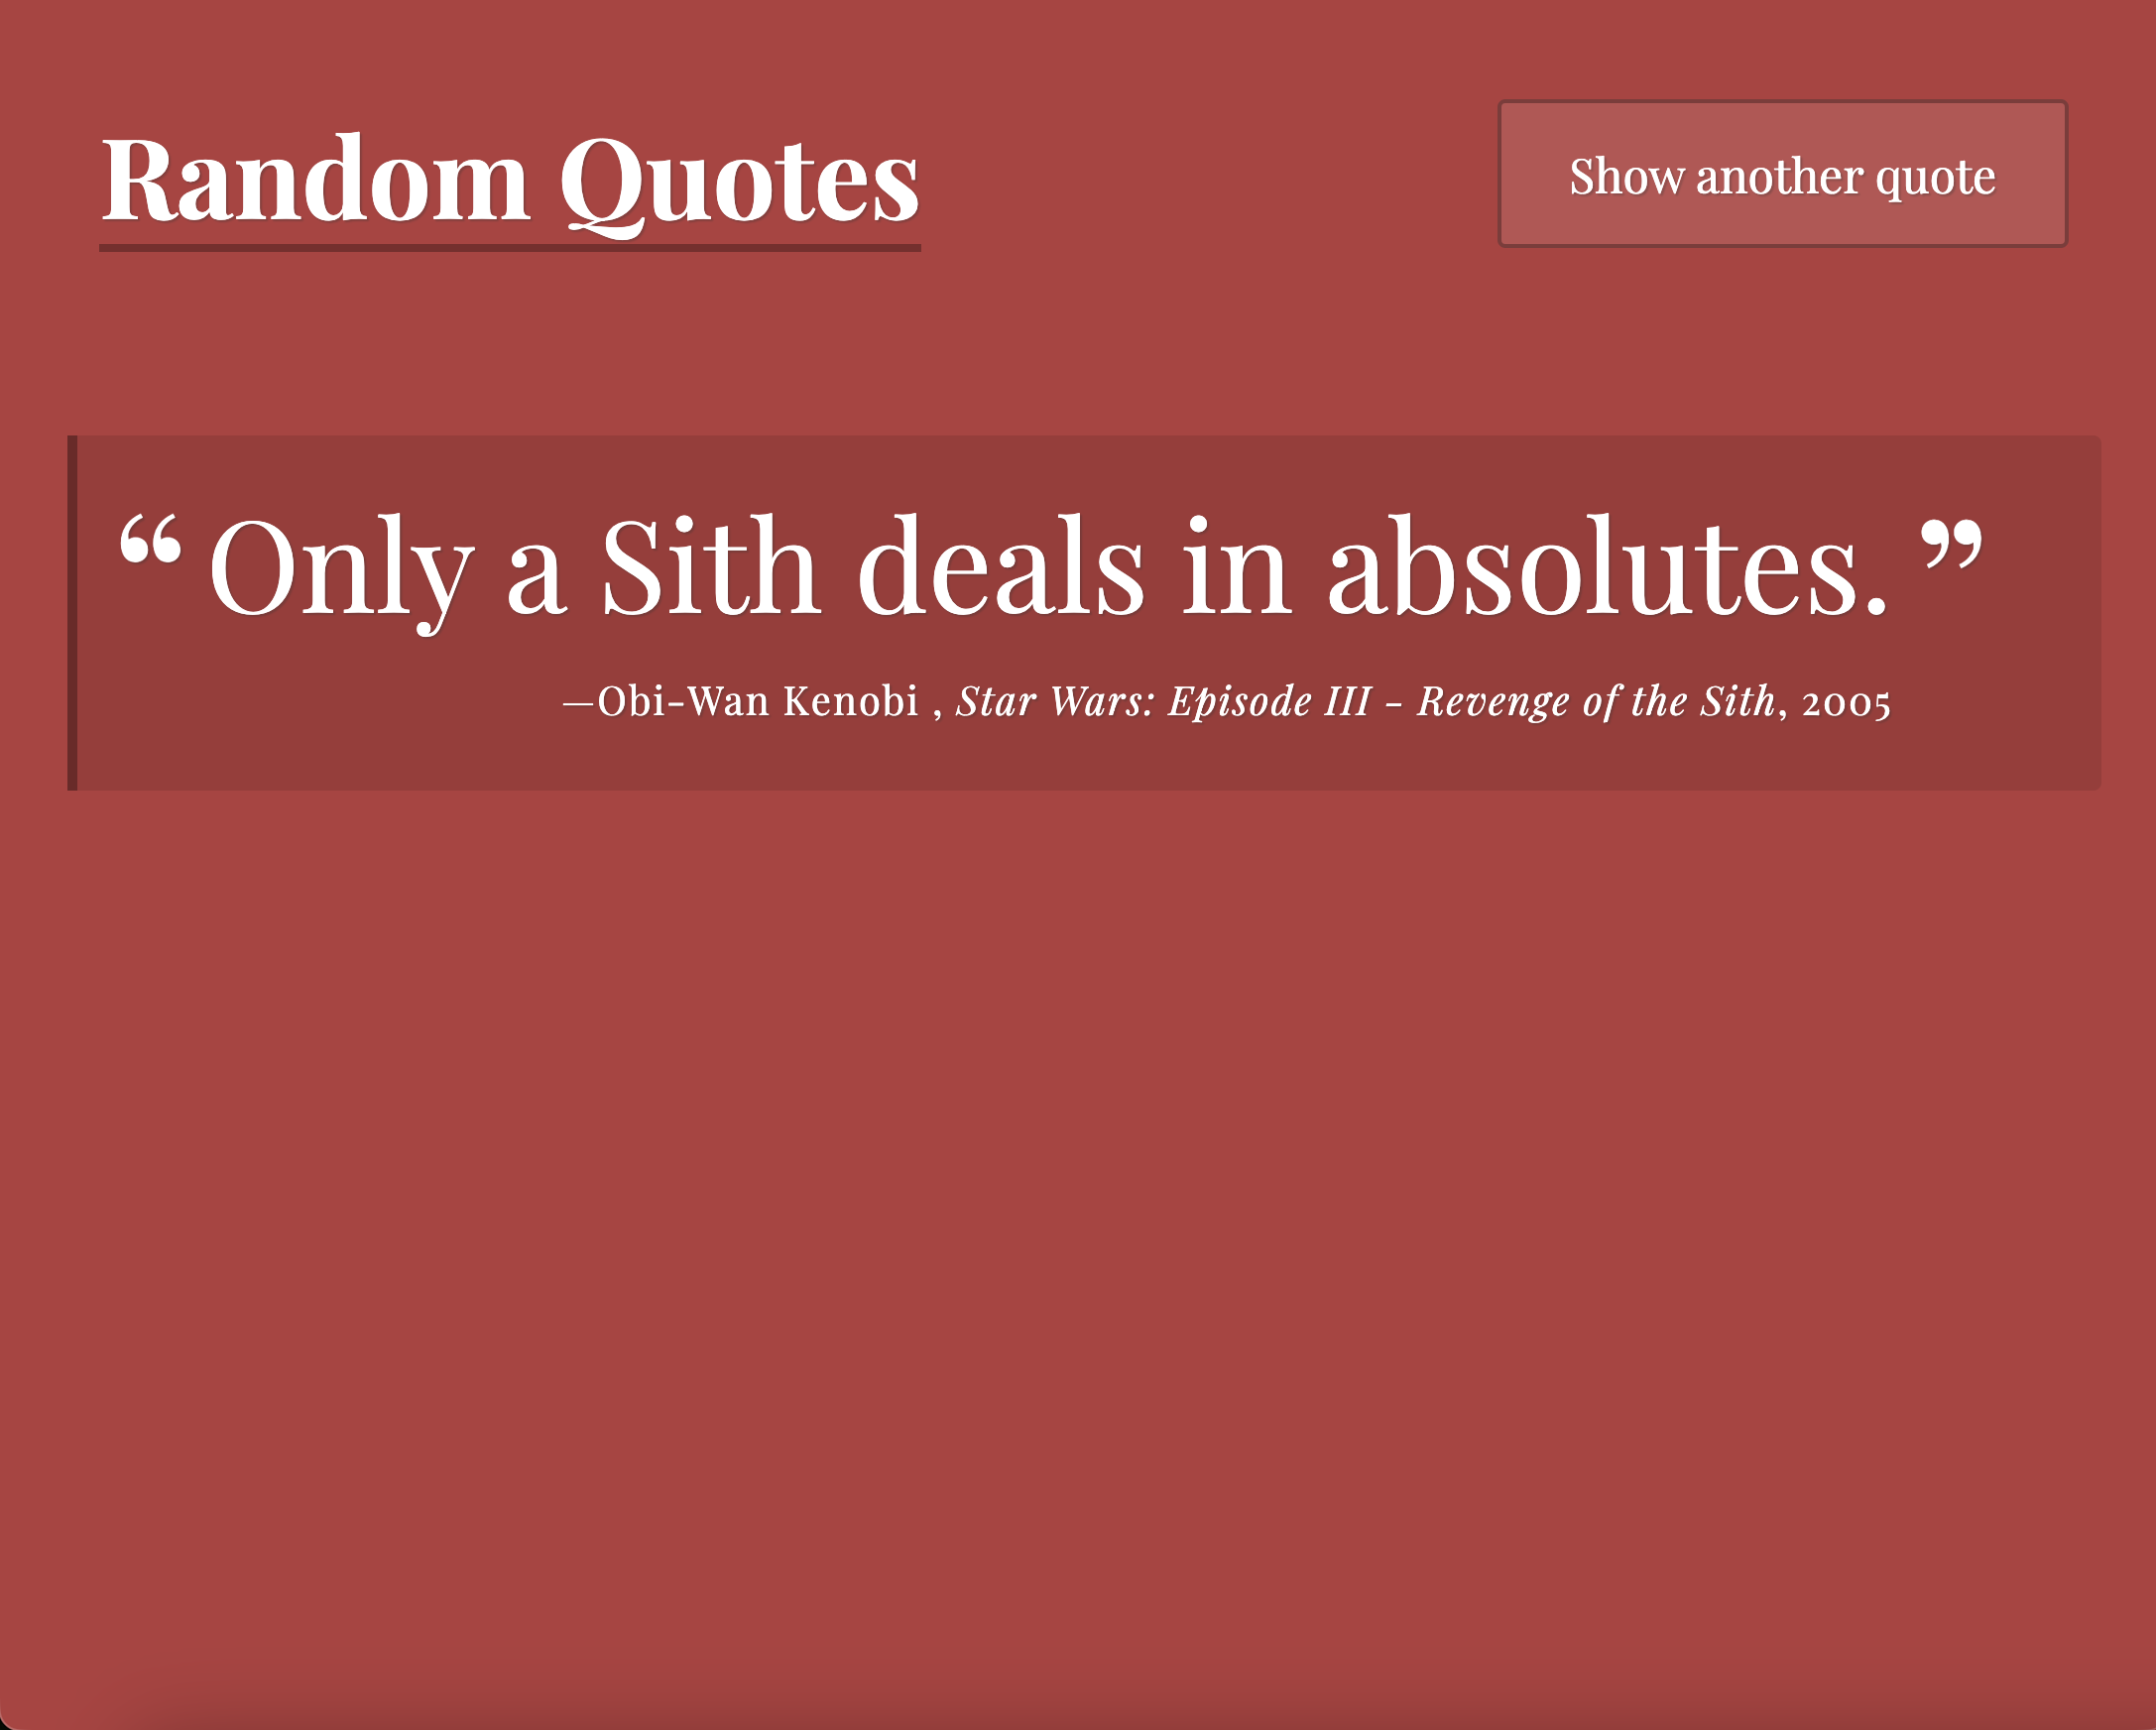 Random Quotes
Show another quote
“ Only a Sith deals in absolutes. ”
—Obi-Wan Kenobi , Star Wars: Episode III - Revenge of the Sith, 2005